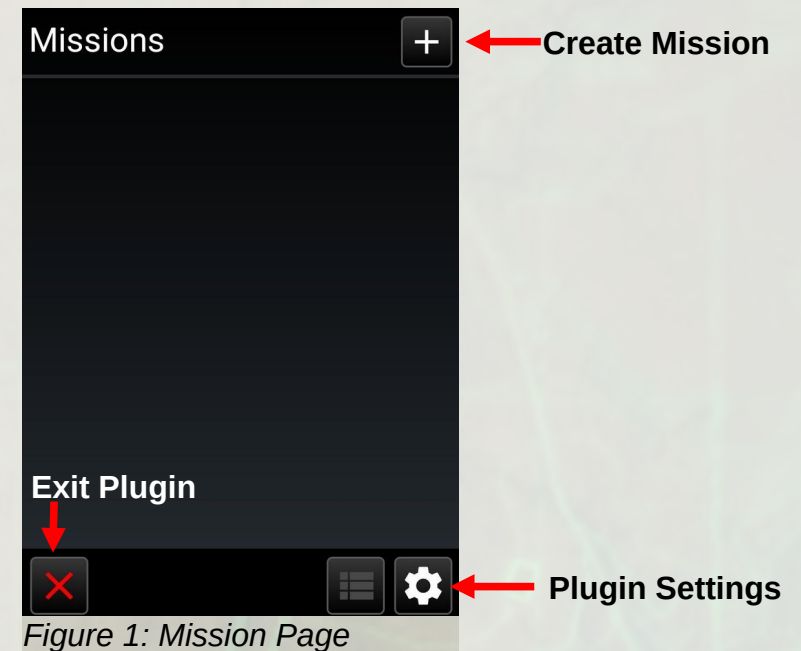 Missions
Create Mission
Exit Plugin
Plugin Settings
Figure 1: Mission Page